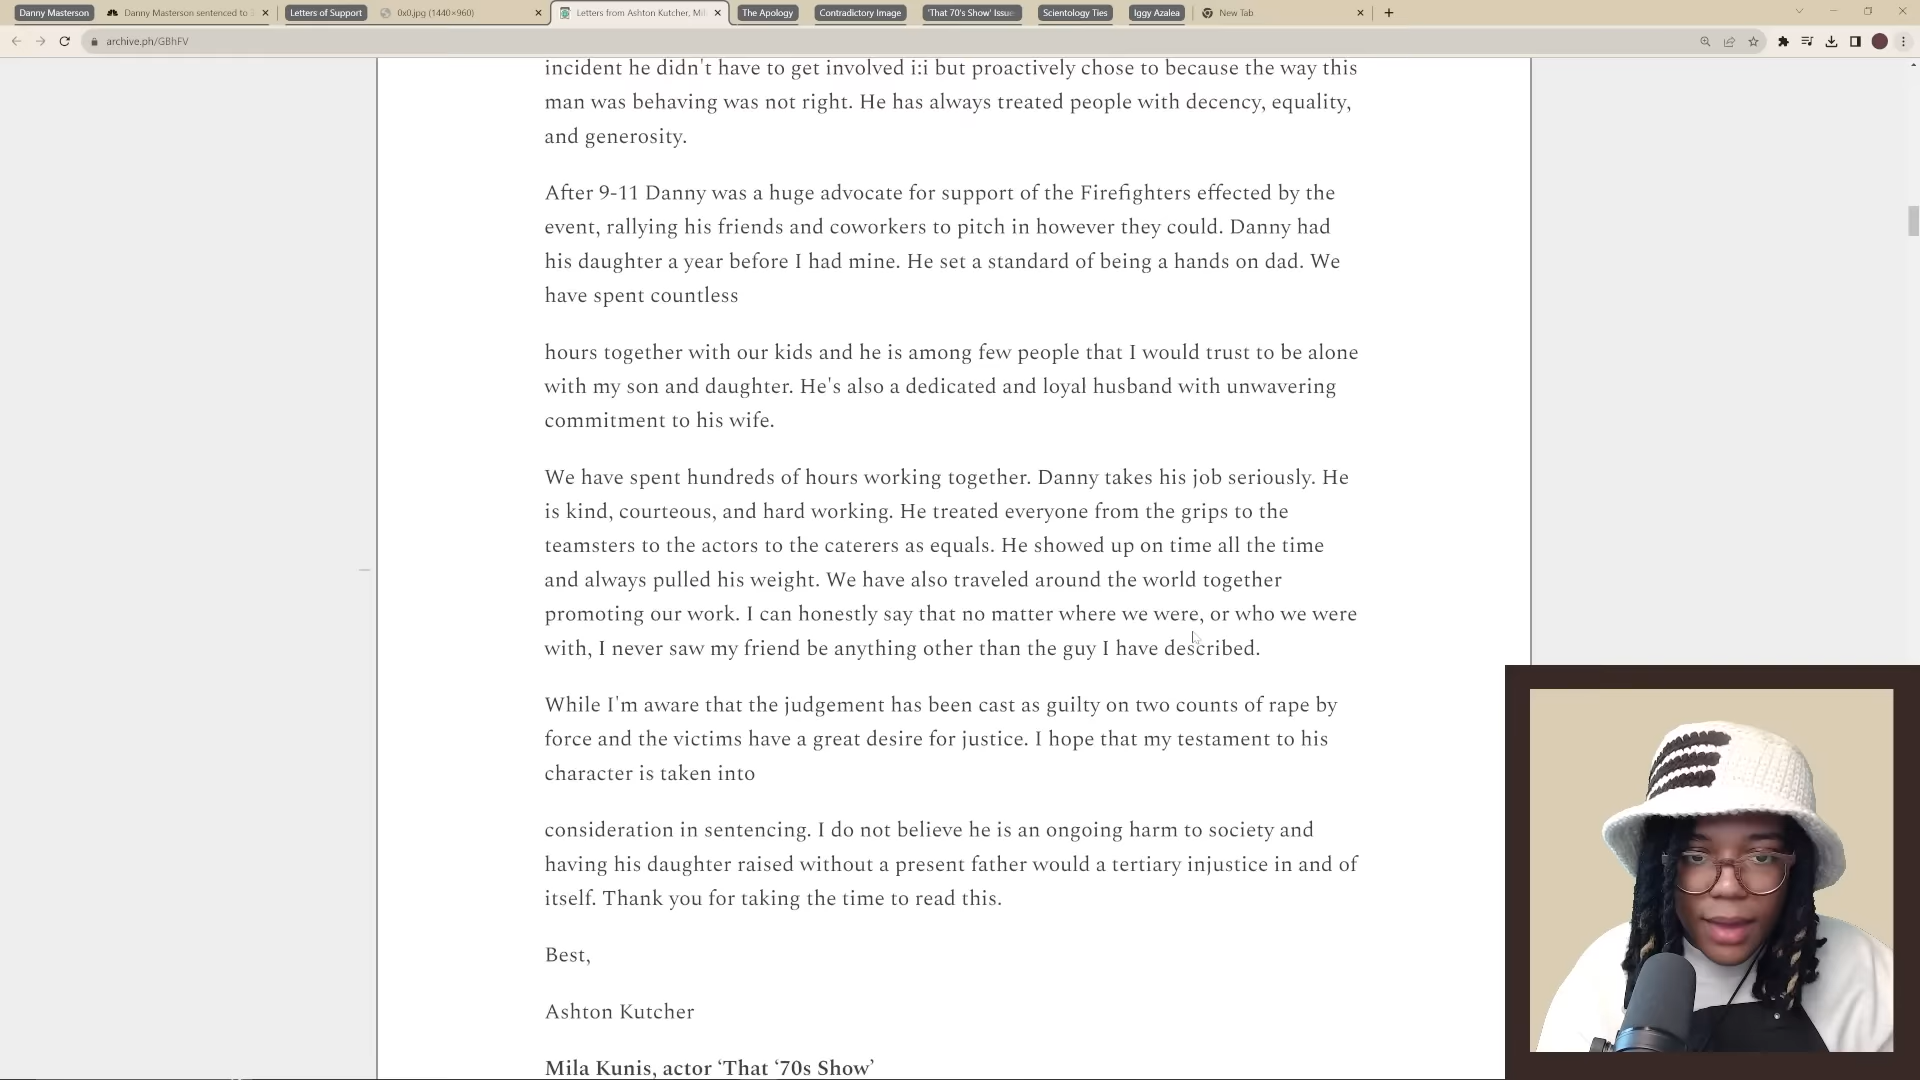 Danny Masterson
Danny Masterson sentenced to 3
Letters of Support
0x0.jpg (1440×960)
Letters from Ashton Kutcher, Mil
The Apology
Contradictory Image
'That 70's Show' Issue
Scientology Ties
Iggy Azalea
New Tab
archive.ph/GBhFV
incident he didn't have to get involved i:i but proactively chose to because the way this
man was behaving was not right. He has always treated people with decency, equality,
and generosity.
After 9-11 Danny was a huge advocate for support of the Firefighters effected by the
event, rallying his friends and coworkers to pitch in however they could. Danny had
his daughter a year before I had mine. He set a standard of being a hands on dad. We
have spent countless
hours together with our kids and he is among few people that I would trust to be alone
with my son and daughter. He's also a dedicated and loyal husband with unwavering
commitment to his wife.
We have spent hundreds of hours working together. Danny takes his job seriously. He
is kind, courteous, and hard working. He treated everyone from the grips to the
teamsters to the actors to the caterers as equals. He showed up on time all the time
and always pulled his weight. We have also traveled around the world together
promoting our work. I can honestly say that no matter where we were, or who we were
with, I never saw my friend be anything other than the guy I have described.
While I'm aware that the judgement has been cast as guilty on two counts of rape by
force and the victims have a great desire for justice. I hope that my testament to his
character is taken into
consideration in sentencing. I do not believe he is an ongoing harm to society and
having his daughter raised without a present father would a tertiary injustice in and of
itself. Thank you for taking the time to read this.
Best,
Ashton Kutcher
Mila Kunis, actor ‘That ‘70s Show’